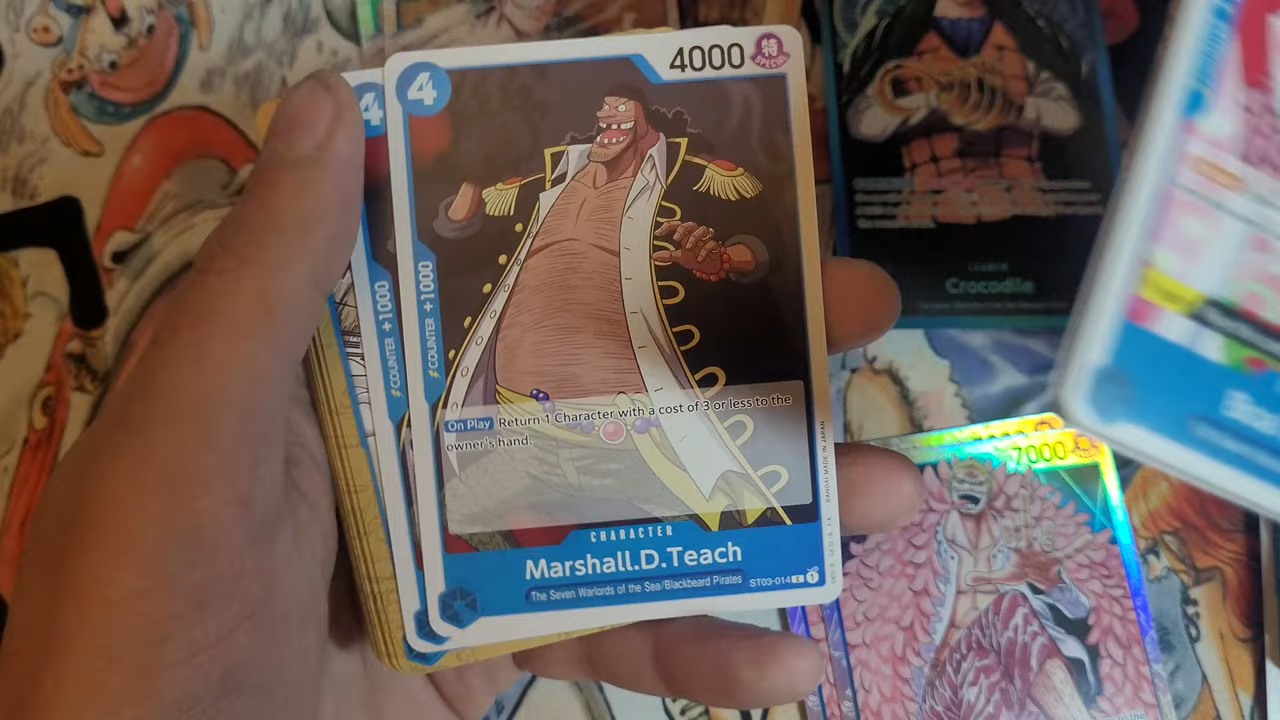 4
4
4000
特
SPECIAL
COUNTER +1000
COUNTER +1000
On Play Return 1 Character with a cost of 3 or less to the
owner's hand.
CHARACTER
Marshall.D.Teach
The Seven Warlords of the Sea/Blackbeard Pirates
ST03-014 C 1
BANDAI MADE IN JAPAN
LEADER
Crocodile
7000